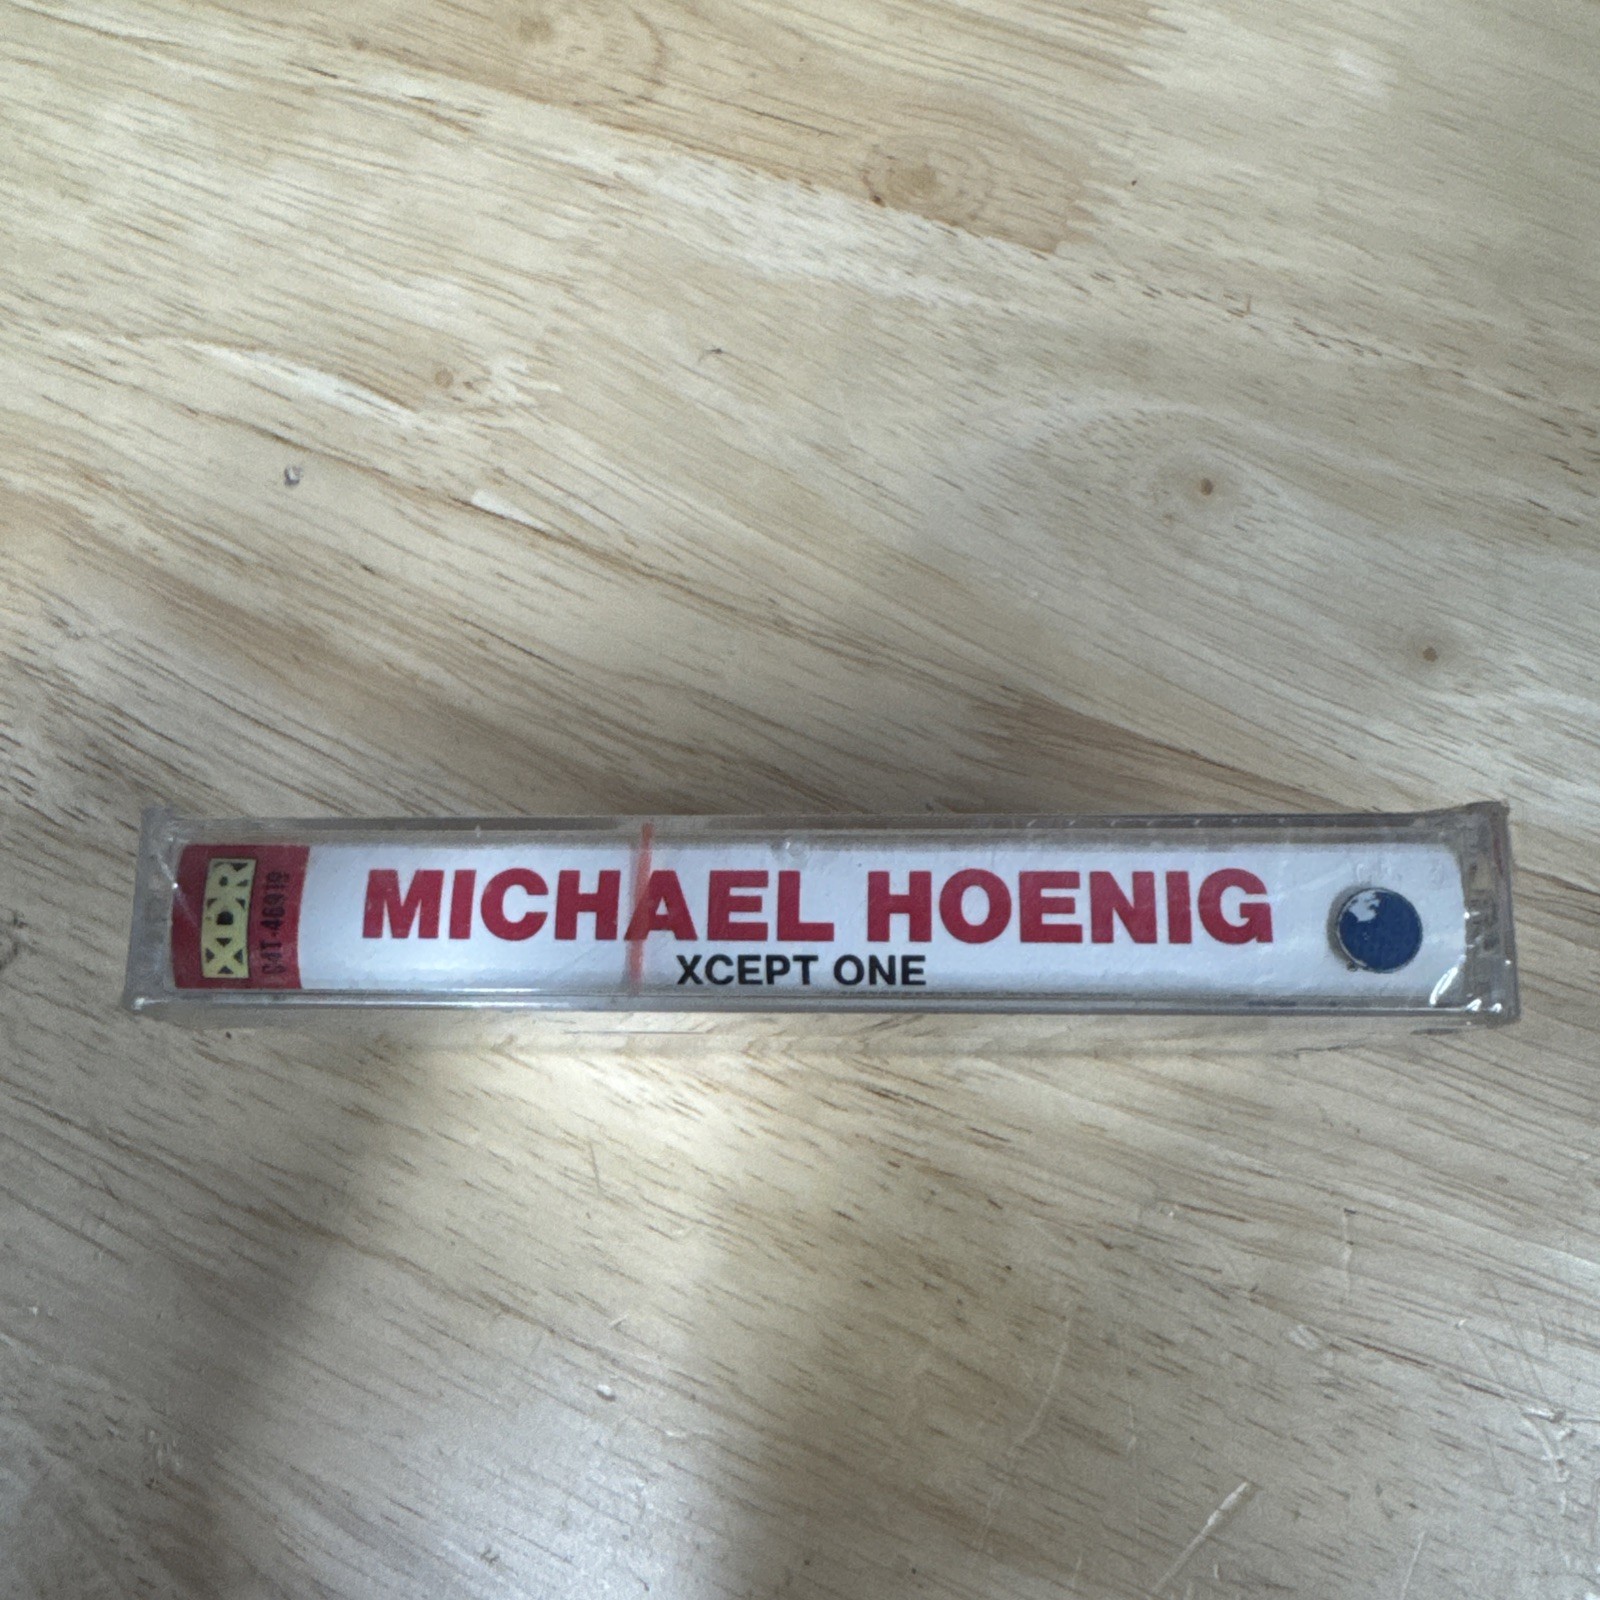 XDR
C4T-46919
MICHAEL HOENIG
XCEPT ONE